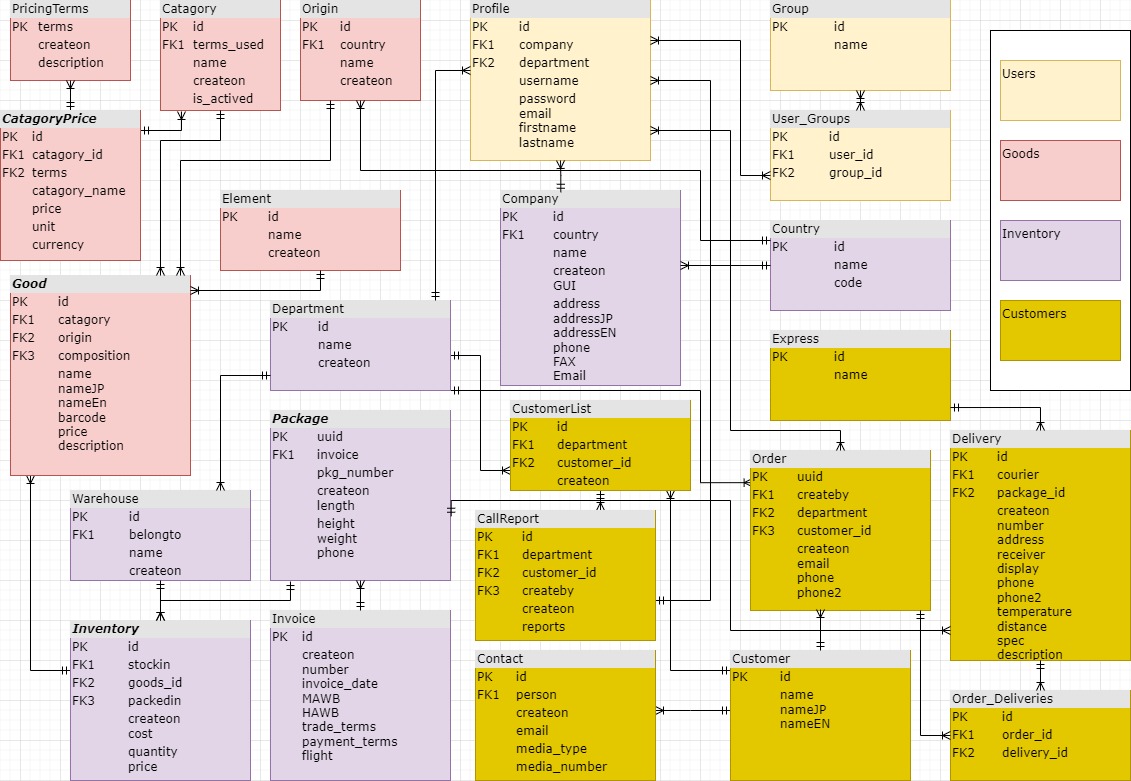 PricingTerms
PK terms
createon
description
Catagory
PK id
FK1 terms_used
name
createon
is_actived
Origin
PK id
FK1 country
name
createon
Profile
PK id
FK1 company
FK2 department
username
password
email
firstname
lastname
Group
PK id
name
Users
Goods
Inventory
Customers
CatagoryPrice
PK id
FK1 catagory_id
FK2 terms
catagory_name
price
unit
currency
User_Groups
PK id
FK1 user_id
FK2 group_id
Element
PK id
name
createon
Company
PK id
FK1 country
name
createon
GUI
address
addressJP
addressEN
phone
FAX
Email
Country
PK id
name
code
Good
PK id
FK1 catagory
FK2 origin
FK3 composition
name
nameJP
nameEn
barcode
price
description
Department
PK id
name
createon
Express
PK id
name
Package
PK uuid
FK1 invoice
pkg_number
createon
length
height
weight
phone
CustomerList
PK id
FK1 department
FK2 customer_id
createon
Delivery
PK id
FK1 courier
FK2 package_id
createon
number
address
receiver
display
phone
phone2
temperature
distance
spec
description
Order
PK uuid
FK1 createby
FK2 department
FK3 customer_id
createon
email
phone
phone2
Warehouse
PK id
FK1 belongto
name
createon
CallReport
PK id
FK1 department
FK2 customer_id
FK3 createby
createon
reports
Inventory
PK id
FK1 stockin
FK2 goods_id
FK3 packedin
createon
cost
quantity
price
Invoice
PK id
createon
number
invoice_date
MAWB
HAWB
trade_terms
payment_terms
flight
Contact
PK id
FK1 person
createon
email
media_type
media_number
Customer
PK id
name
nameJP
nameEN
Order_Deliveries
PK id
FK1 order_id
FK2 delivery_id